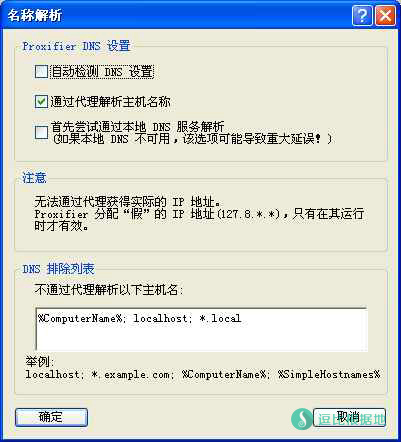 名称解析
Proxifier DNS 设置
自动检测 DNS 设置
通过代理解析主机名称
首先尝试通过本地 DNS 服务解析
(如果本地 DNS 不可用,该选项可能导致重大延误!)
注意
无法通过代理获得实际的 IP 地址。
Proxifier 分配“假”的 IP 地址(127.8.*.*),只有在其运行
时才有效。
DNS 排除列表
不通过代理解析以下主机名:
%ComputerName%; localhost; *.local
举例:
localhost; *.example.com; %ComputerName%; %SimpleHostnames%
确定
取消
逗比根据地